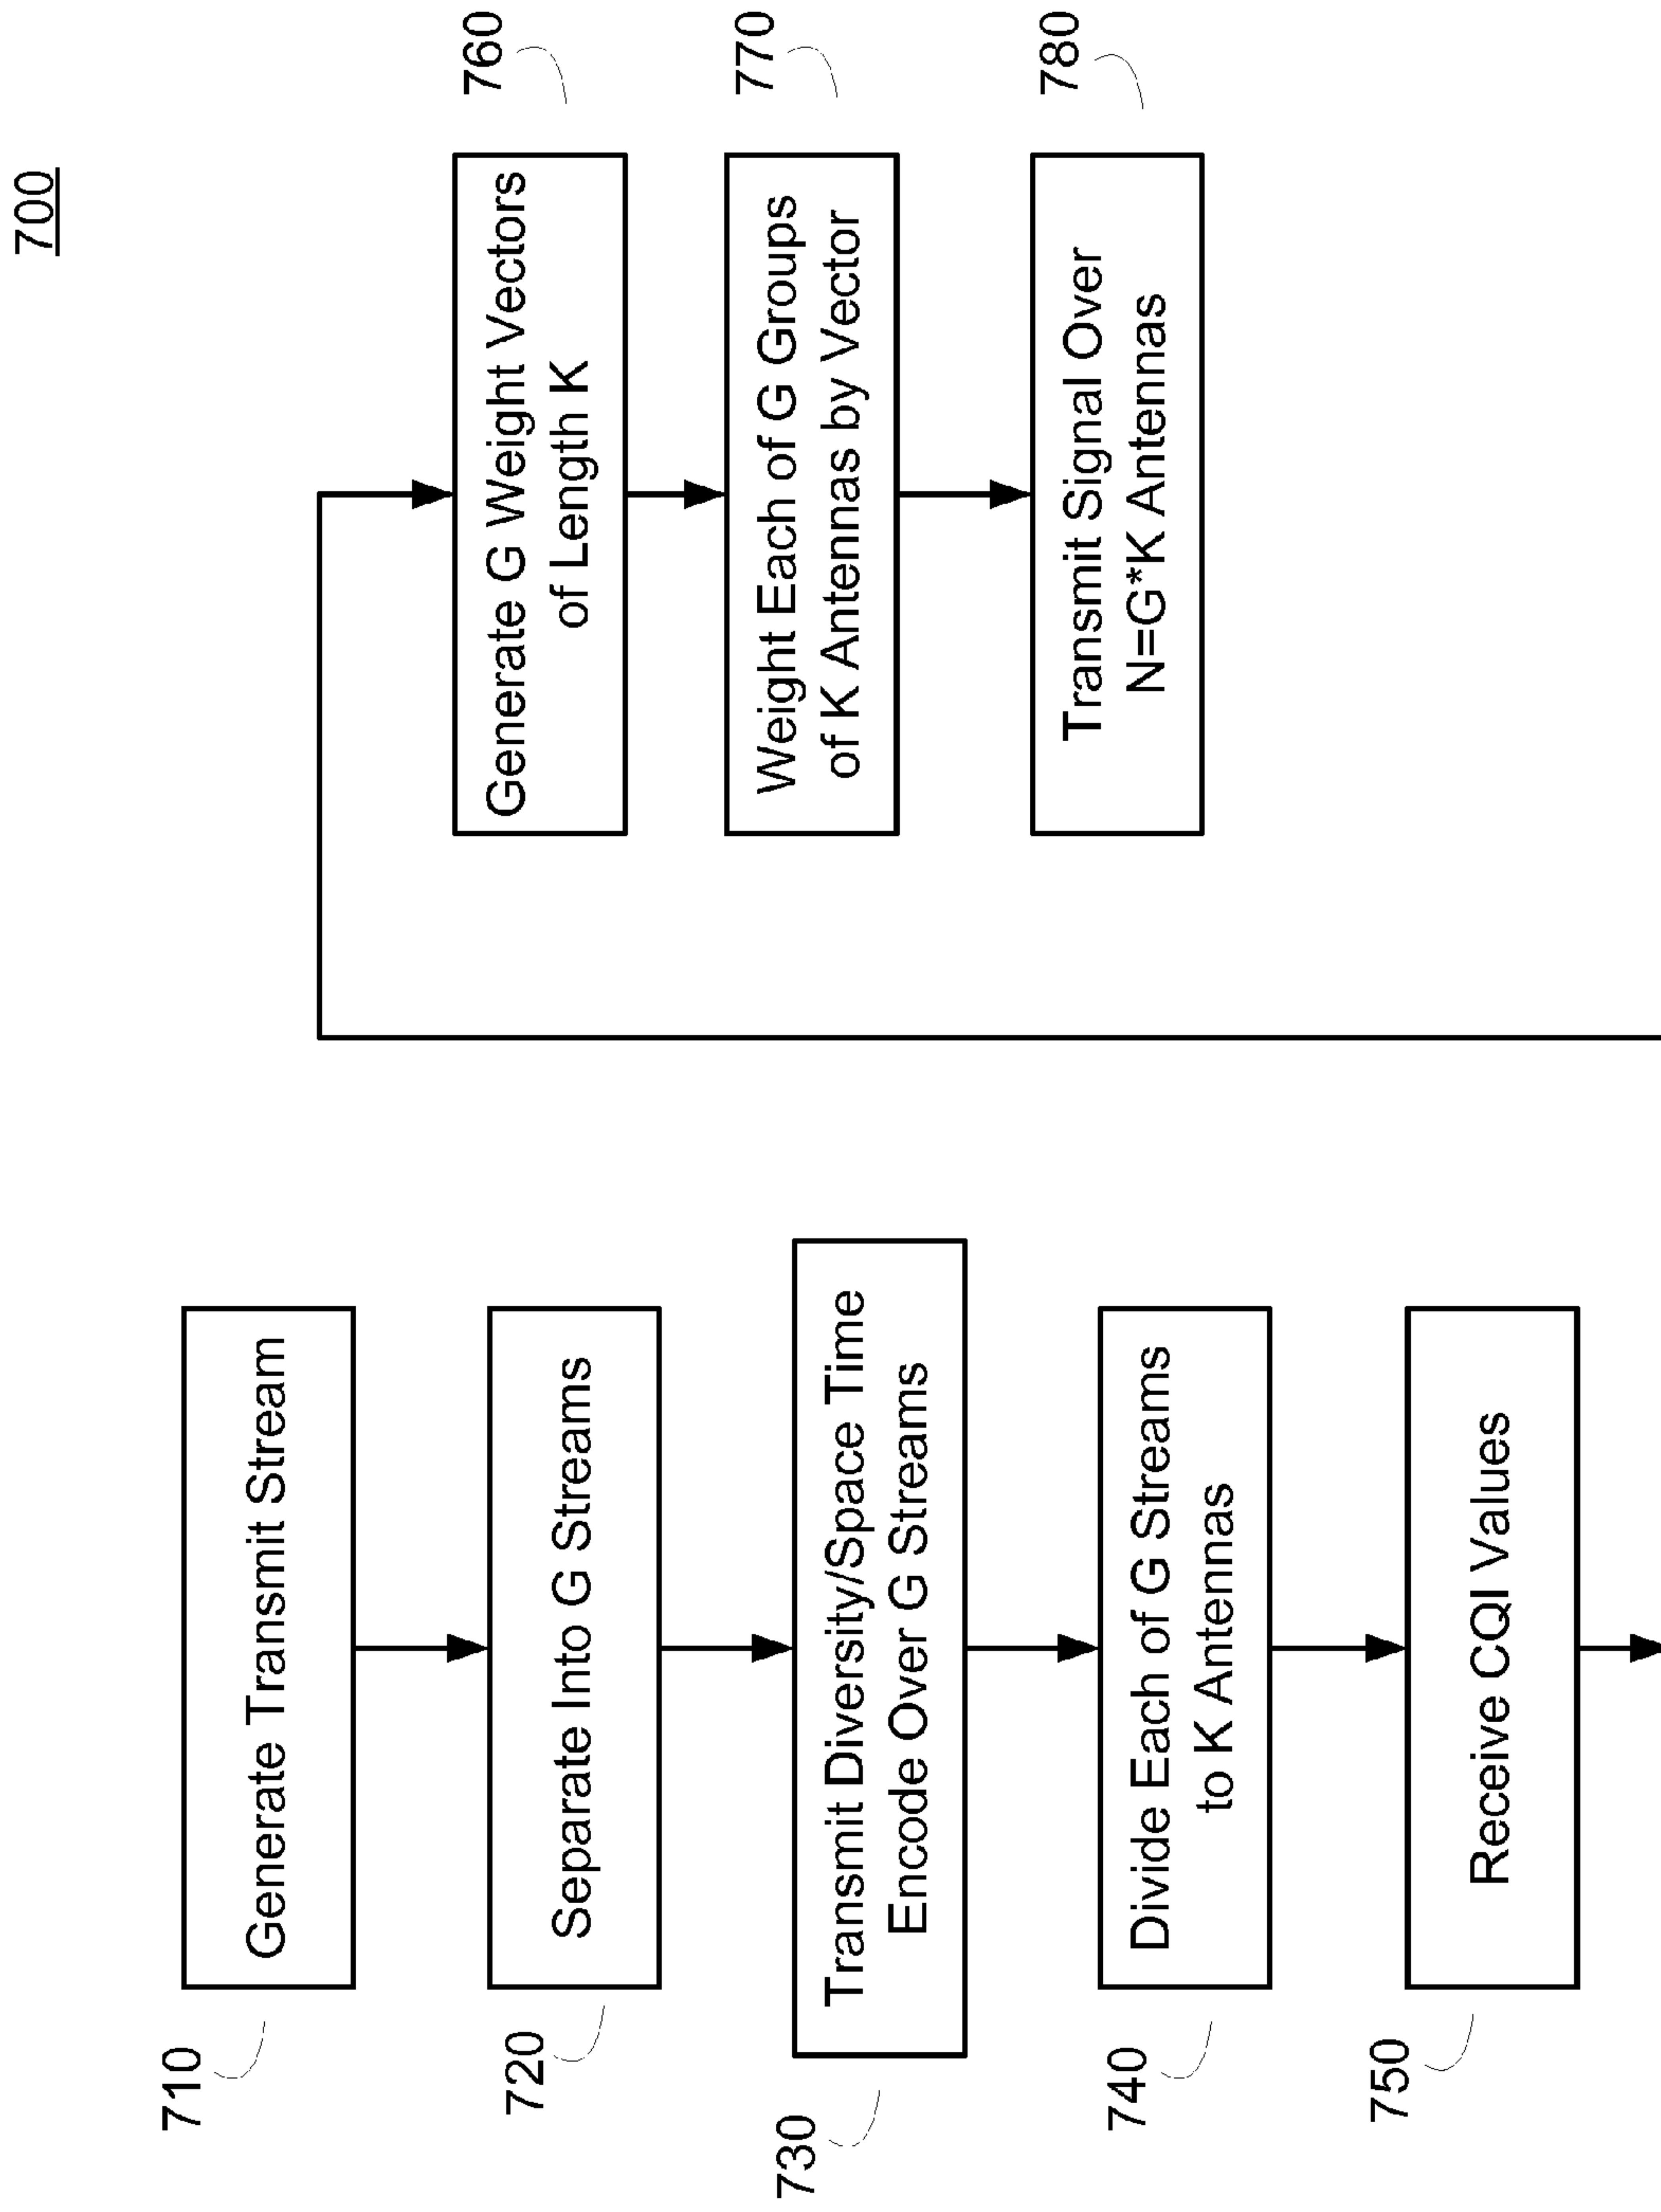 700
710
Generate Transmit Stream
720
Separate Into G Streams
730
Transmit Diversity/Space Time
Encode Over G Streams
740
Divide Each of G Streams
to K Antennas
750
Receive CQI Values
760
Generate G Weight Vectors
of Length K
770
Weight Each of G Groups
of K Antennas by Vector
780
Transmit Signal Over
N=G*K Antennas